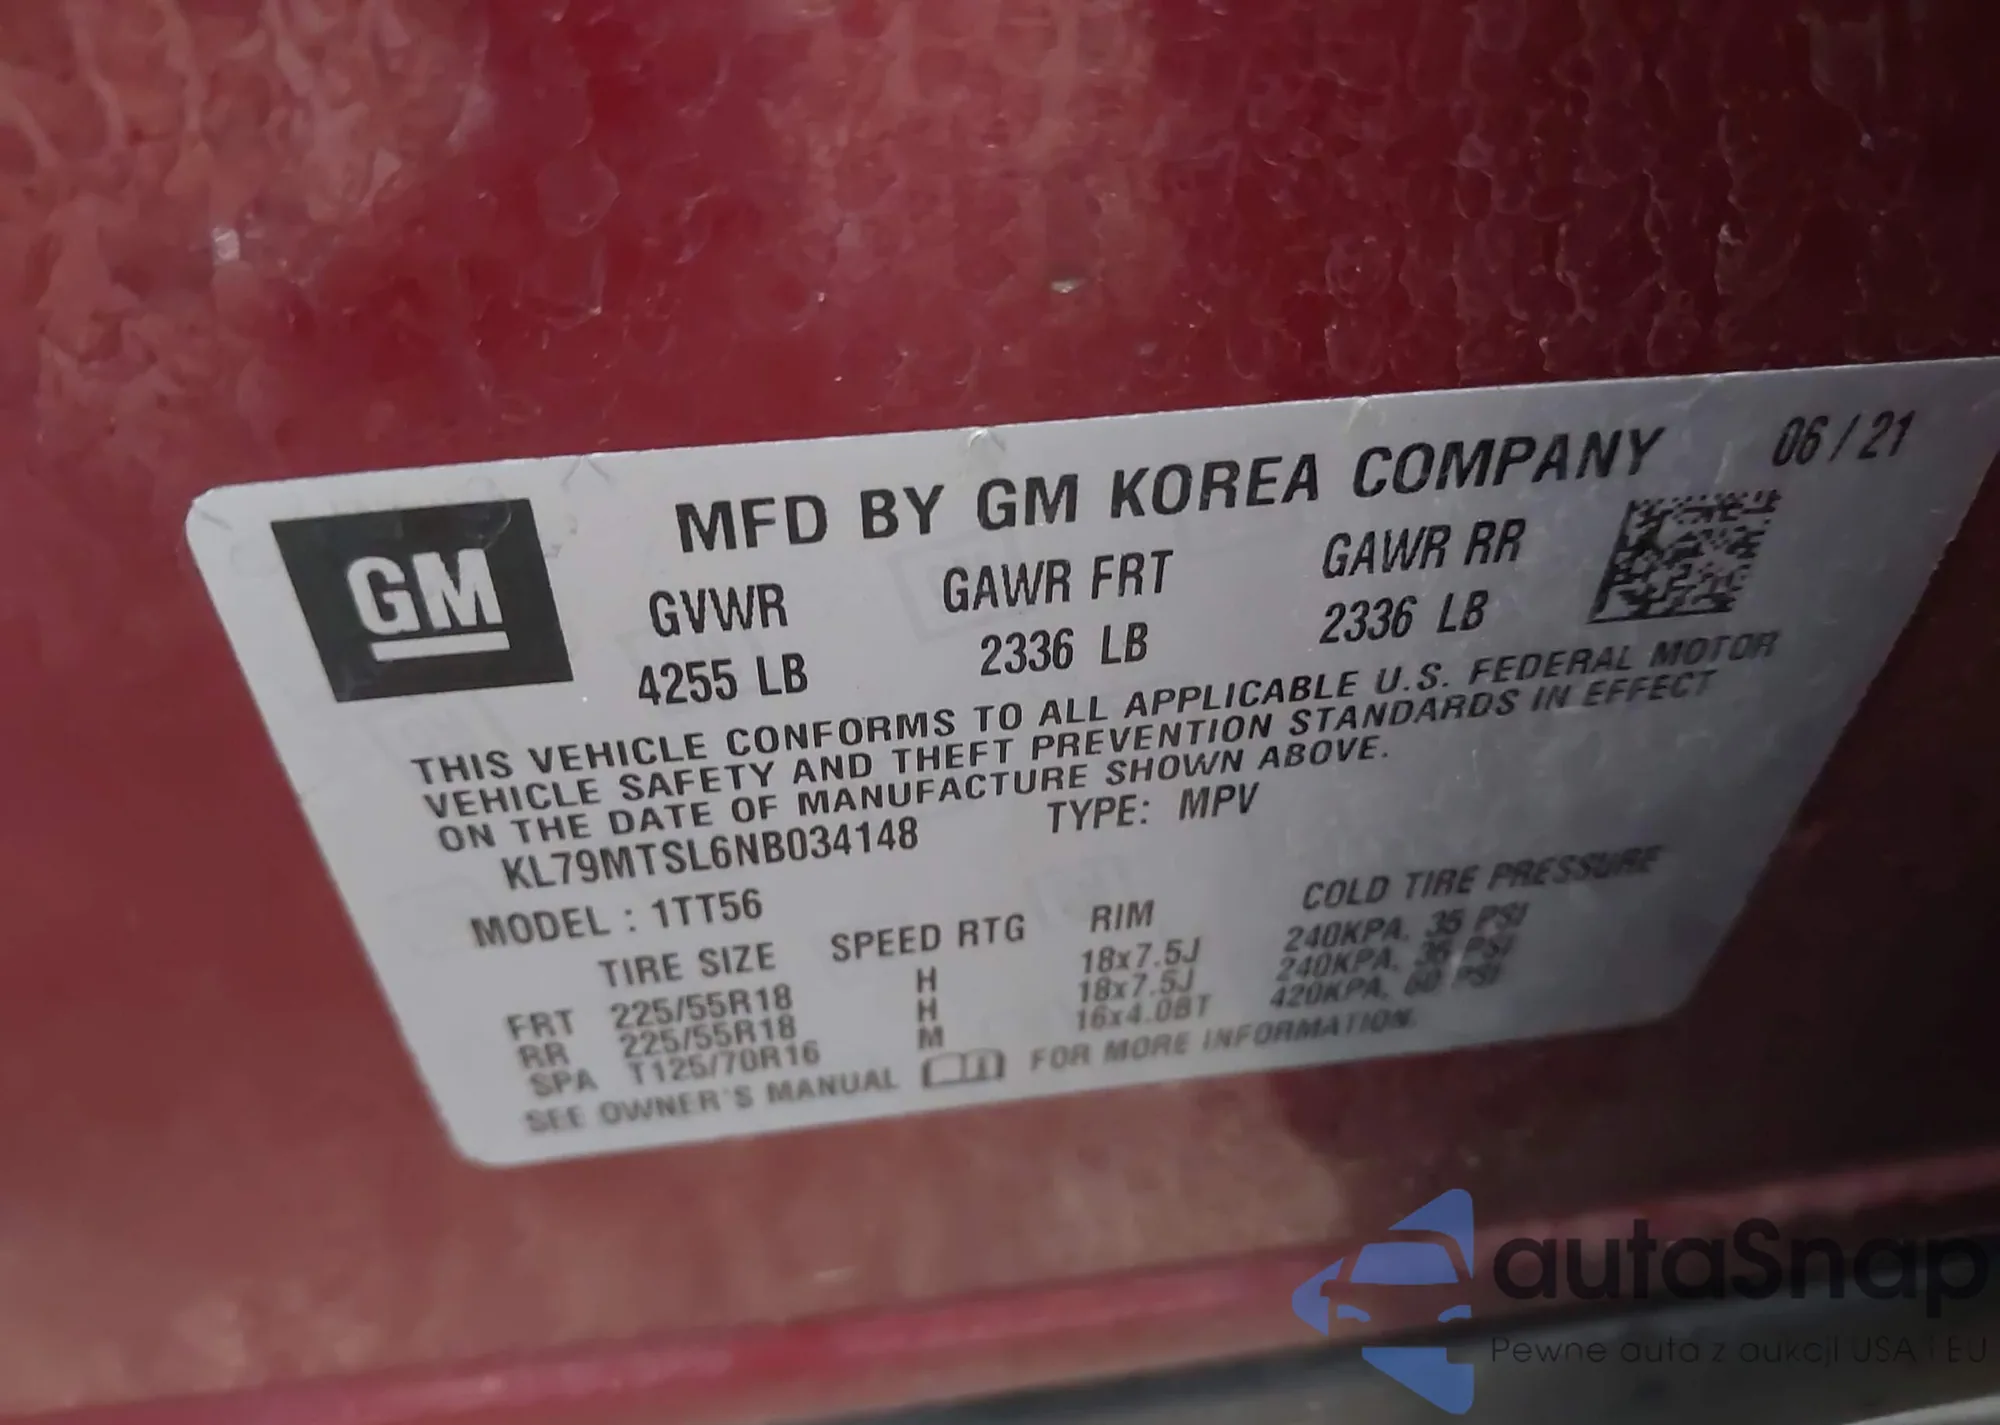 MFD BY GM KOREA COMPANY 06/21
GM
GVWR GAWR FRT GAWR RR
4255 LB 2336 LB 2336 LB
THIS VEHICLE CONFORMS TO ALL APPLICABLE U.S. FEDERAL MOTOR
VEHICLE SAFETY AND THEFT PREVENTION STANDARDS IN EFFECT
ON THE DATE OF MANUFACTURE SHOWN ABOVE.
KL79MTSL6NB034148 TYPE: MPV
MODEL : 1TT56
TIRE SIZE SPEED RTG RIM COLD TIRE PRESSURE
FRT 225/55R18 H 18x7.5J 240KPA, 35 PSI
RR 225/55R18 H 18x7.5J 240KPA, 35 PSI
SPA T125/70R16 M 16x4.0BT 420KPA, 60 PSI
SEE OWNER'S MANUAL FOR MORE INFORMATION.
autaSnap
Pewne auta z aukcji USA i EU